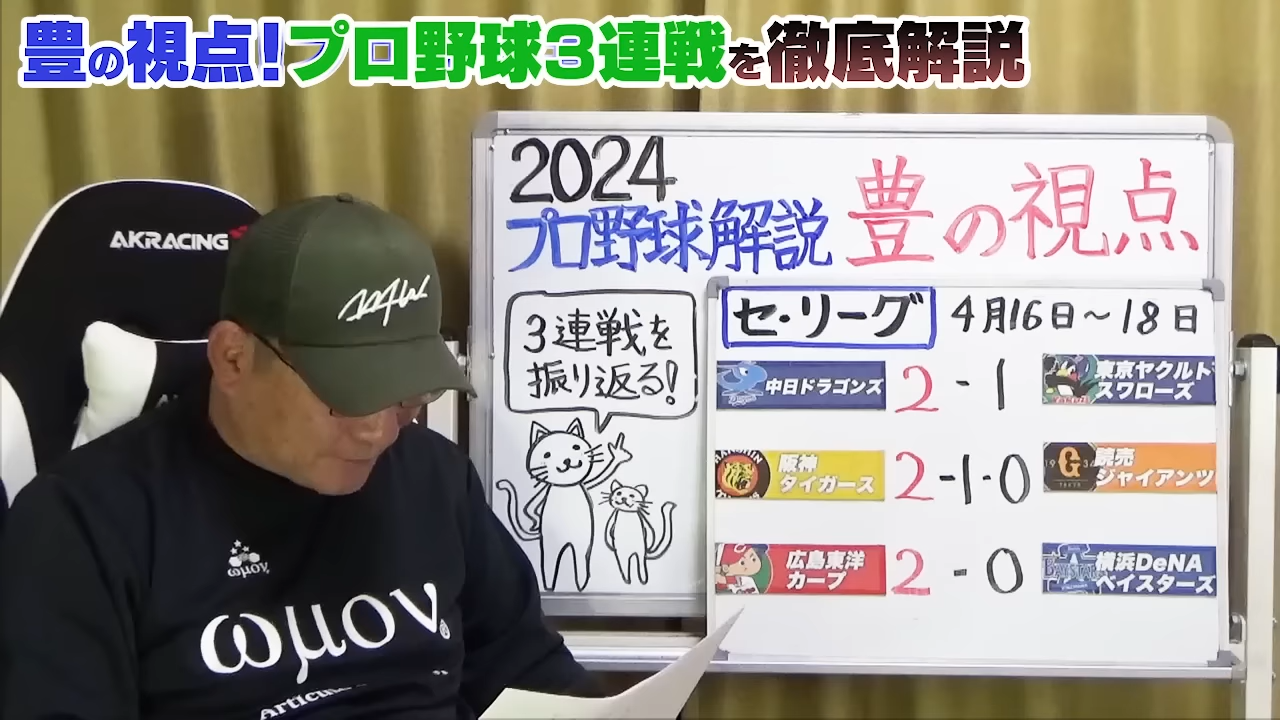 豊の視点!プロ野球3連戦を徹底解説
2024
プロ野球解説 豊の視点
3連戦を
振り返る!
セ・リーグ 4月16日～18日
中日ドラゴンズ 2-1 東京ヤクルト
スワローズ
阪神
タイガース 2-1-0 読売
ジャイアンツ
広島東洋
カープ 2-0 横浜DeNA
ベイスターズ
AKRACING
ωμον
ωμον